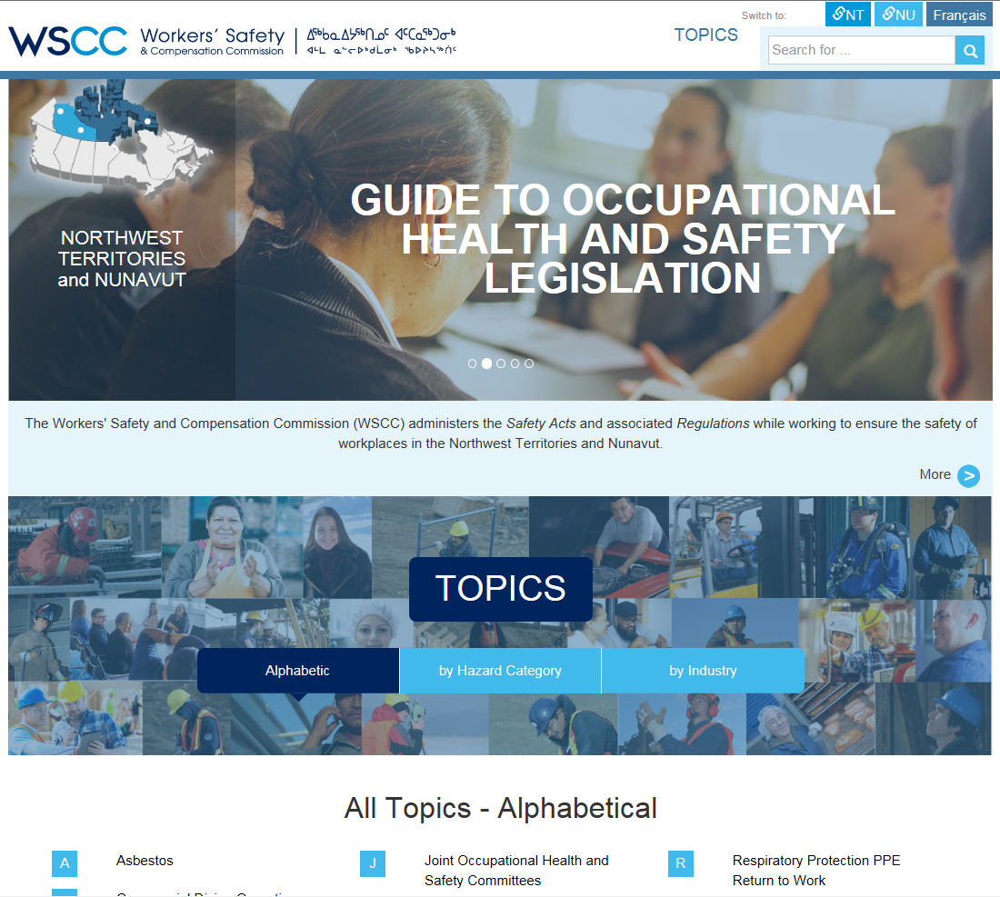 Switch to:
NT
NU
Français
WSCC
Workers' Safety
& Compensation Commission
TOPICS
Search for ...
NORTHWEST
TERRITORIES
and NUNAVUT
GUIDE TO OCCUPATIONAL
HEALTH AND SAFETY
LEGISLATION
The Workers' Safety and Compensation Commission (WSCC) administers the Safety Acts and associated Regulations while working to ensure the safety of
workplaces in the Northwest Territories and Nunavut.
More
TOPICS
Alphabetic
by Hazard Category
by Industry
All Topics - Alphabetical
A
Asbestos
J
Joint Occupational Health and
Safety Committees
R
Respiratory Protection PPE
Return to Work